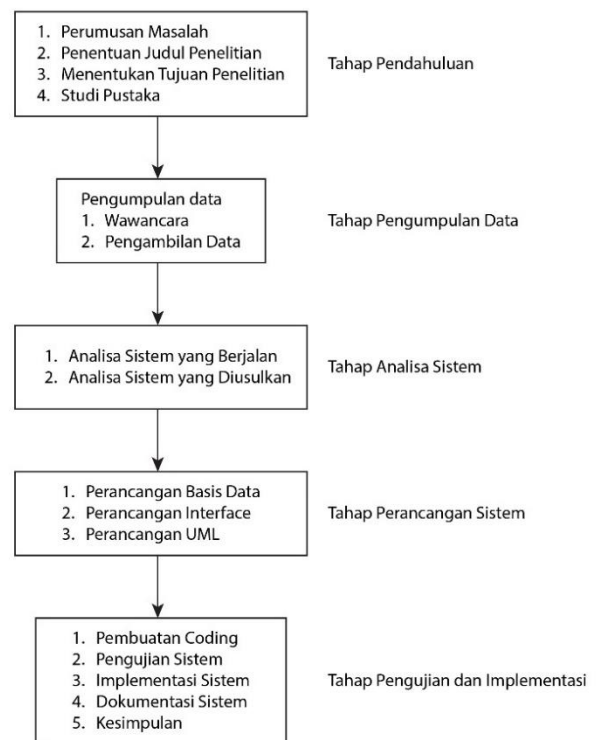 1. Perumusan Masalah
2. Penentuan Judul Penelitian
3. Menentukan Tujuan Penelitian
4. Studi Pustaka
Tahap Pendahuluan
Pengumpulan data
1. Wawancara
2. Pengambilan Data
Tahap Pengumpulan Data
1. Analisa Sistem yang Berjalan
2. Analisa Sistem yang Diusulkan
Tahap Analisa Sistem
1. Perancangan Basis Data
2. Perancangan Interface
3. Perancangan UML
Tahap Perancangan Sistem
1. Pembuatan Coding
2. Pengujian Sistem
3. Implementasi Sistem
4. Dokumentasi Sistem
5. Kesimpulan
Tahap Pengujian dan Implementasi